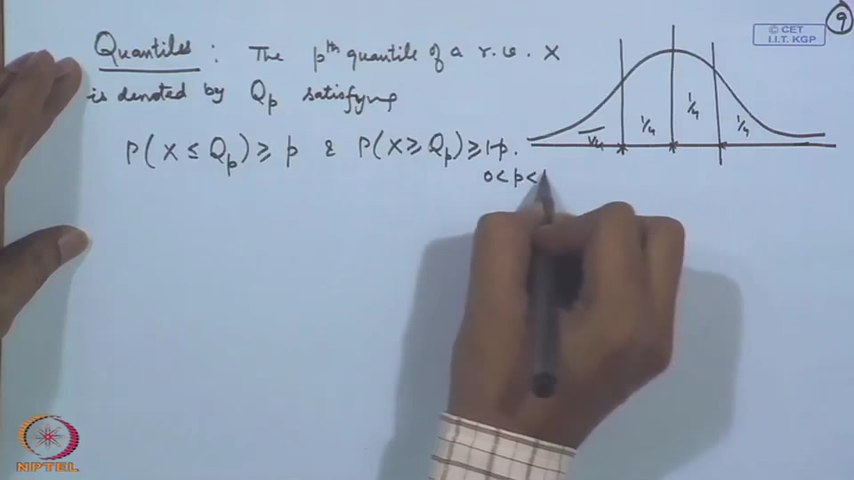 9
© CET
I.I.T. KGP
Quantiles : The pth quantile of a r.v. X
is denoted by Qp satisfying
P(X ≤ Qp) ≥ p & P(X ≥ Qp) ≥ 1-p.
0<p<1
1/4 1/4 1/4 1/4
NPTEL